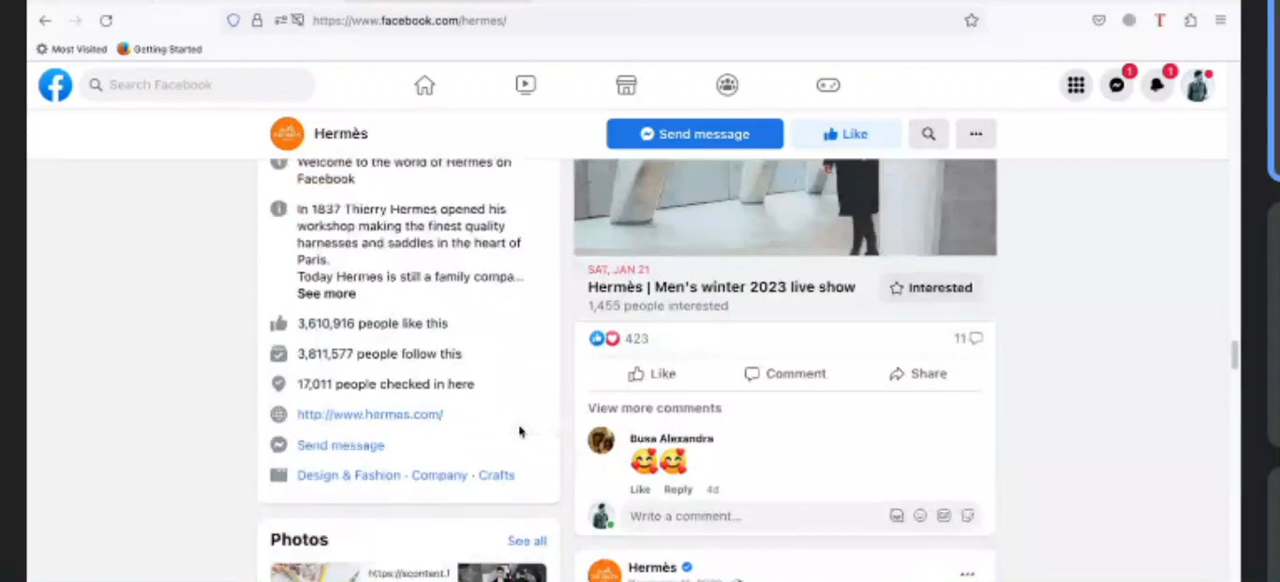 https://www.facebook.com/hermes/
Most Visited
Getting Started
Search Facebook
1
1
Hermès
Send message
Like
Welcome to the world of Hermes on
Facebook
In 1837 Thierry Hermes opened his
workshop making the finest quality
harnesses and saddles in the heart of
Paris.
Today Hermes is still a family compa...
See more
3,610,916 people like this
3,811,577 people follow this
17,011 people checked in here
http://www.hermes.com/
Send message
Design & Fashion · Company · Crafts
Photos
See all
https://scontent.f
SAT, JAN 21
Hermès | Men's winter 2023 live show
1,455 people interested
Interested
423
11
Like
Comment
Share
View more comments
Busa Alexandra
🥰🥰
Like Reply 4d
Write a comment...
Hermès